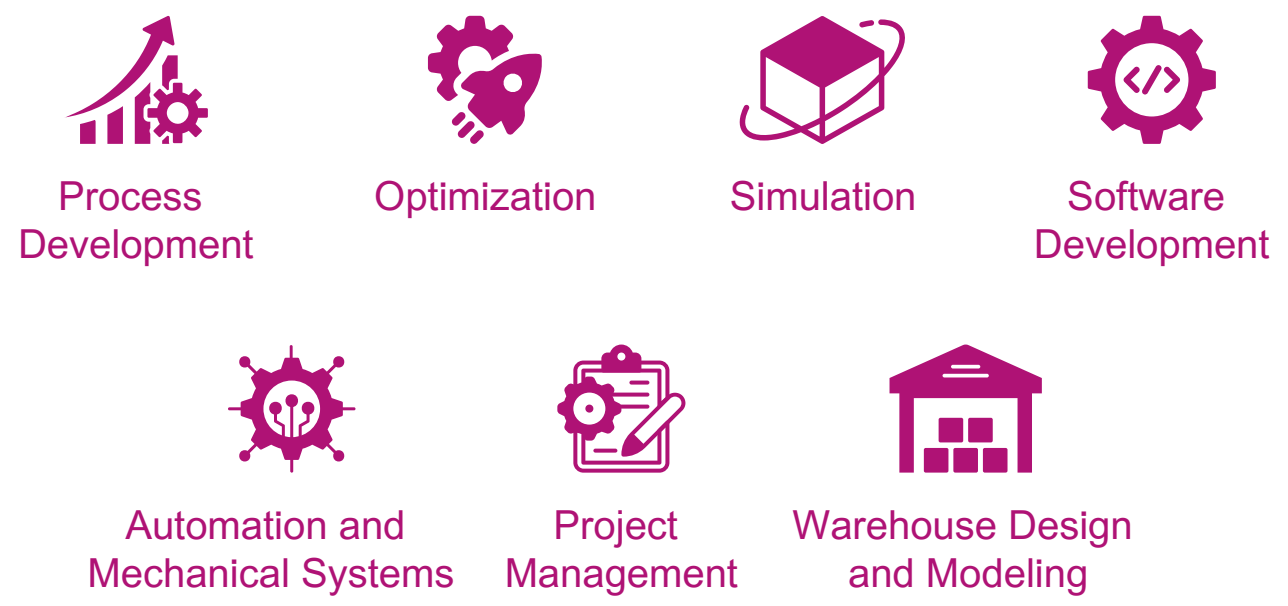 Process
Development
Optimization
Simulation
</>
Software
Development
Automation and
Mechanical Systems
Project
Management
Warehouse Design
and Modeling